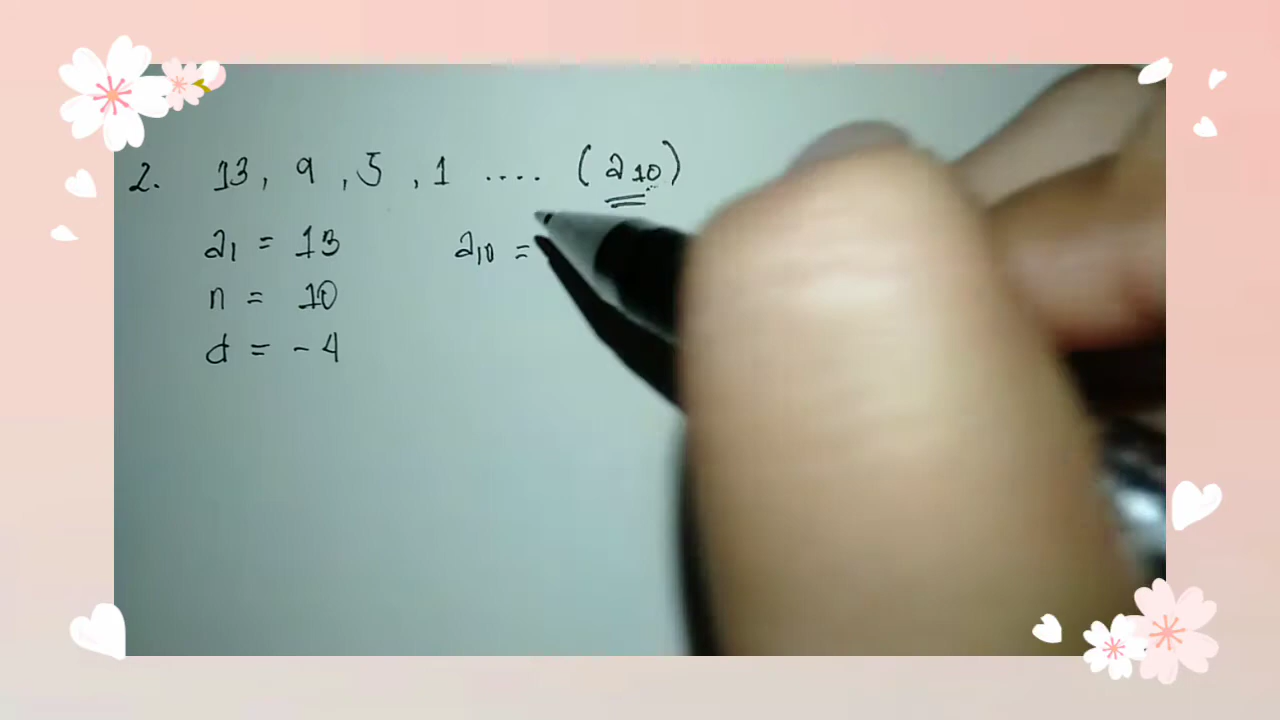 2. 13, 9, 5, 1 .... (a10)
a1 = 13 a10 =
n = 10
d = -4